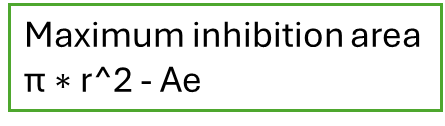 Maximum inhibition area
π * r^2 - Ae